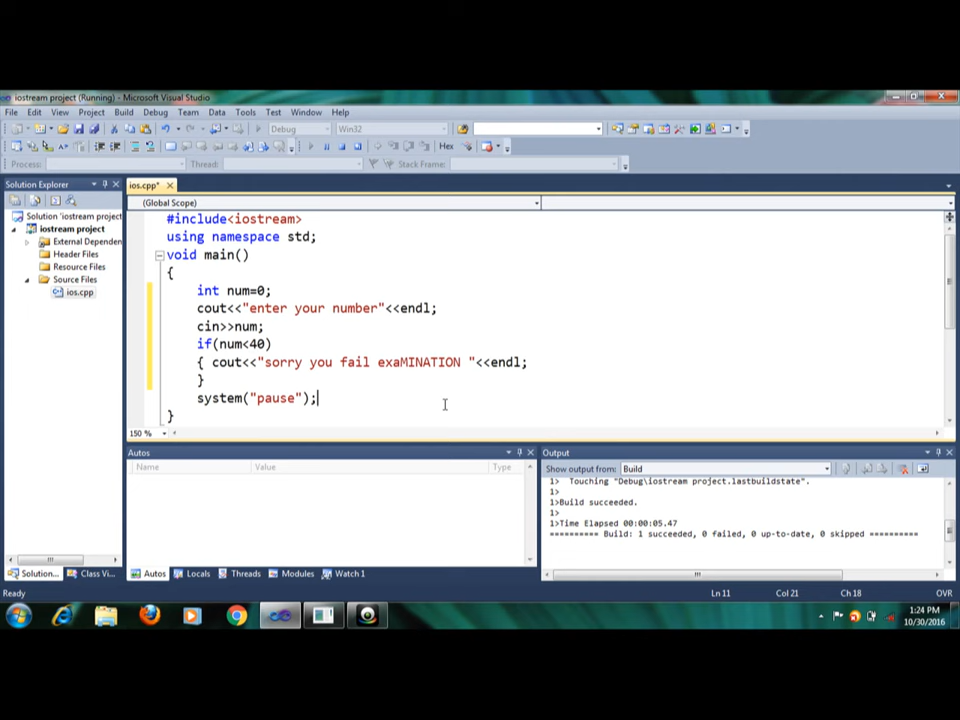 iostream project (Running) - Microsoft Visual Studio
File Edit View Project Build Debug Team Data Tools Test Window Help
Debug Win32
Hex
Process: Thread: Stack Frame:
Solution Explorer
ios.cpp*
(Global Scope)
Solution 'iostream project
iostream project
External Dependen
Header Files
Resource Files
Source Files
ios.cpp
#include<iostream>
using namespace std;
void main()
{
int num=0;
cout<<"enter your number"<<endl;
cin>>num;
if(num<40)
{ cout<<"sorry you fail exaMINATION "<<endl;
}
system("pause");
}
150 %
Autos
Name Value Type
Output
Show output from: Build
1> Touching "Debug\iostream project.lastbuildstate".
1>
1>Build succeeded.
1>
1>Time Elapsed 00:00:05.47
========== Build: 1 succeeded, 0 failed, 0 up-to-date, 0 skipped ==========
Solution... Class Vi...
Autos Locals Threads Modules Watch 1
Ready
Ln 11 Col 21 Ch 18 OVR
1:24 PM
10/30/2016